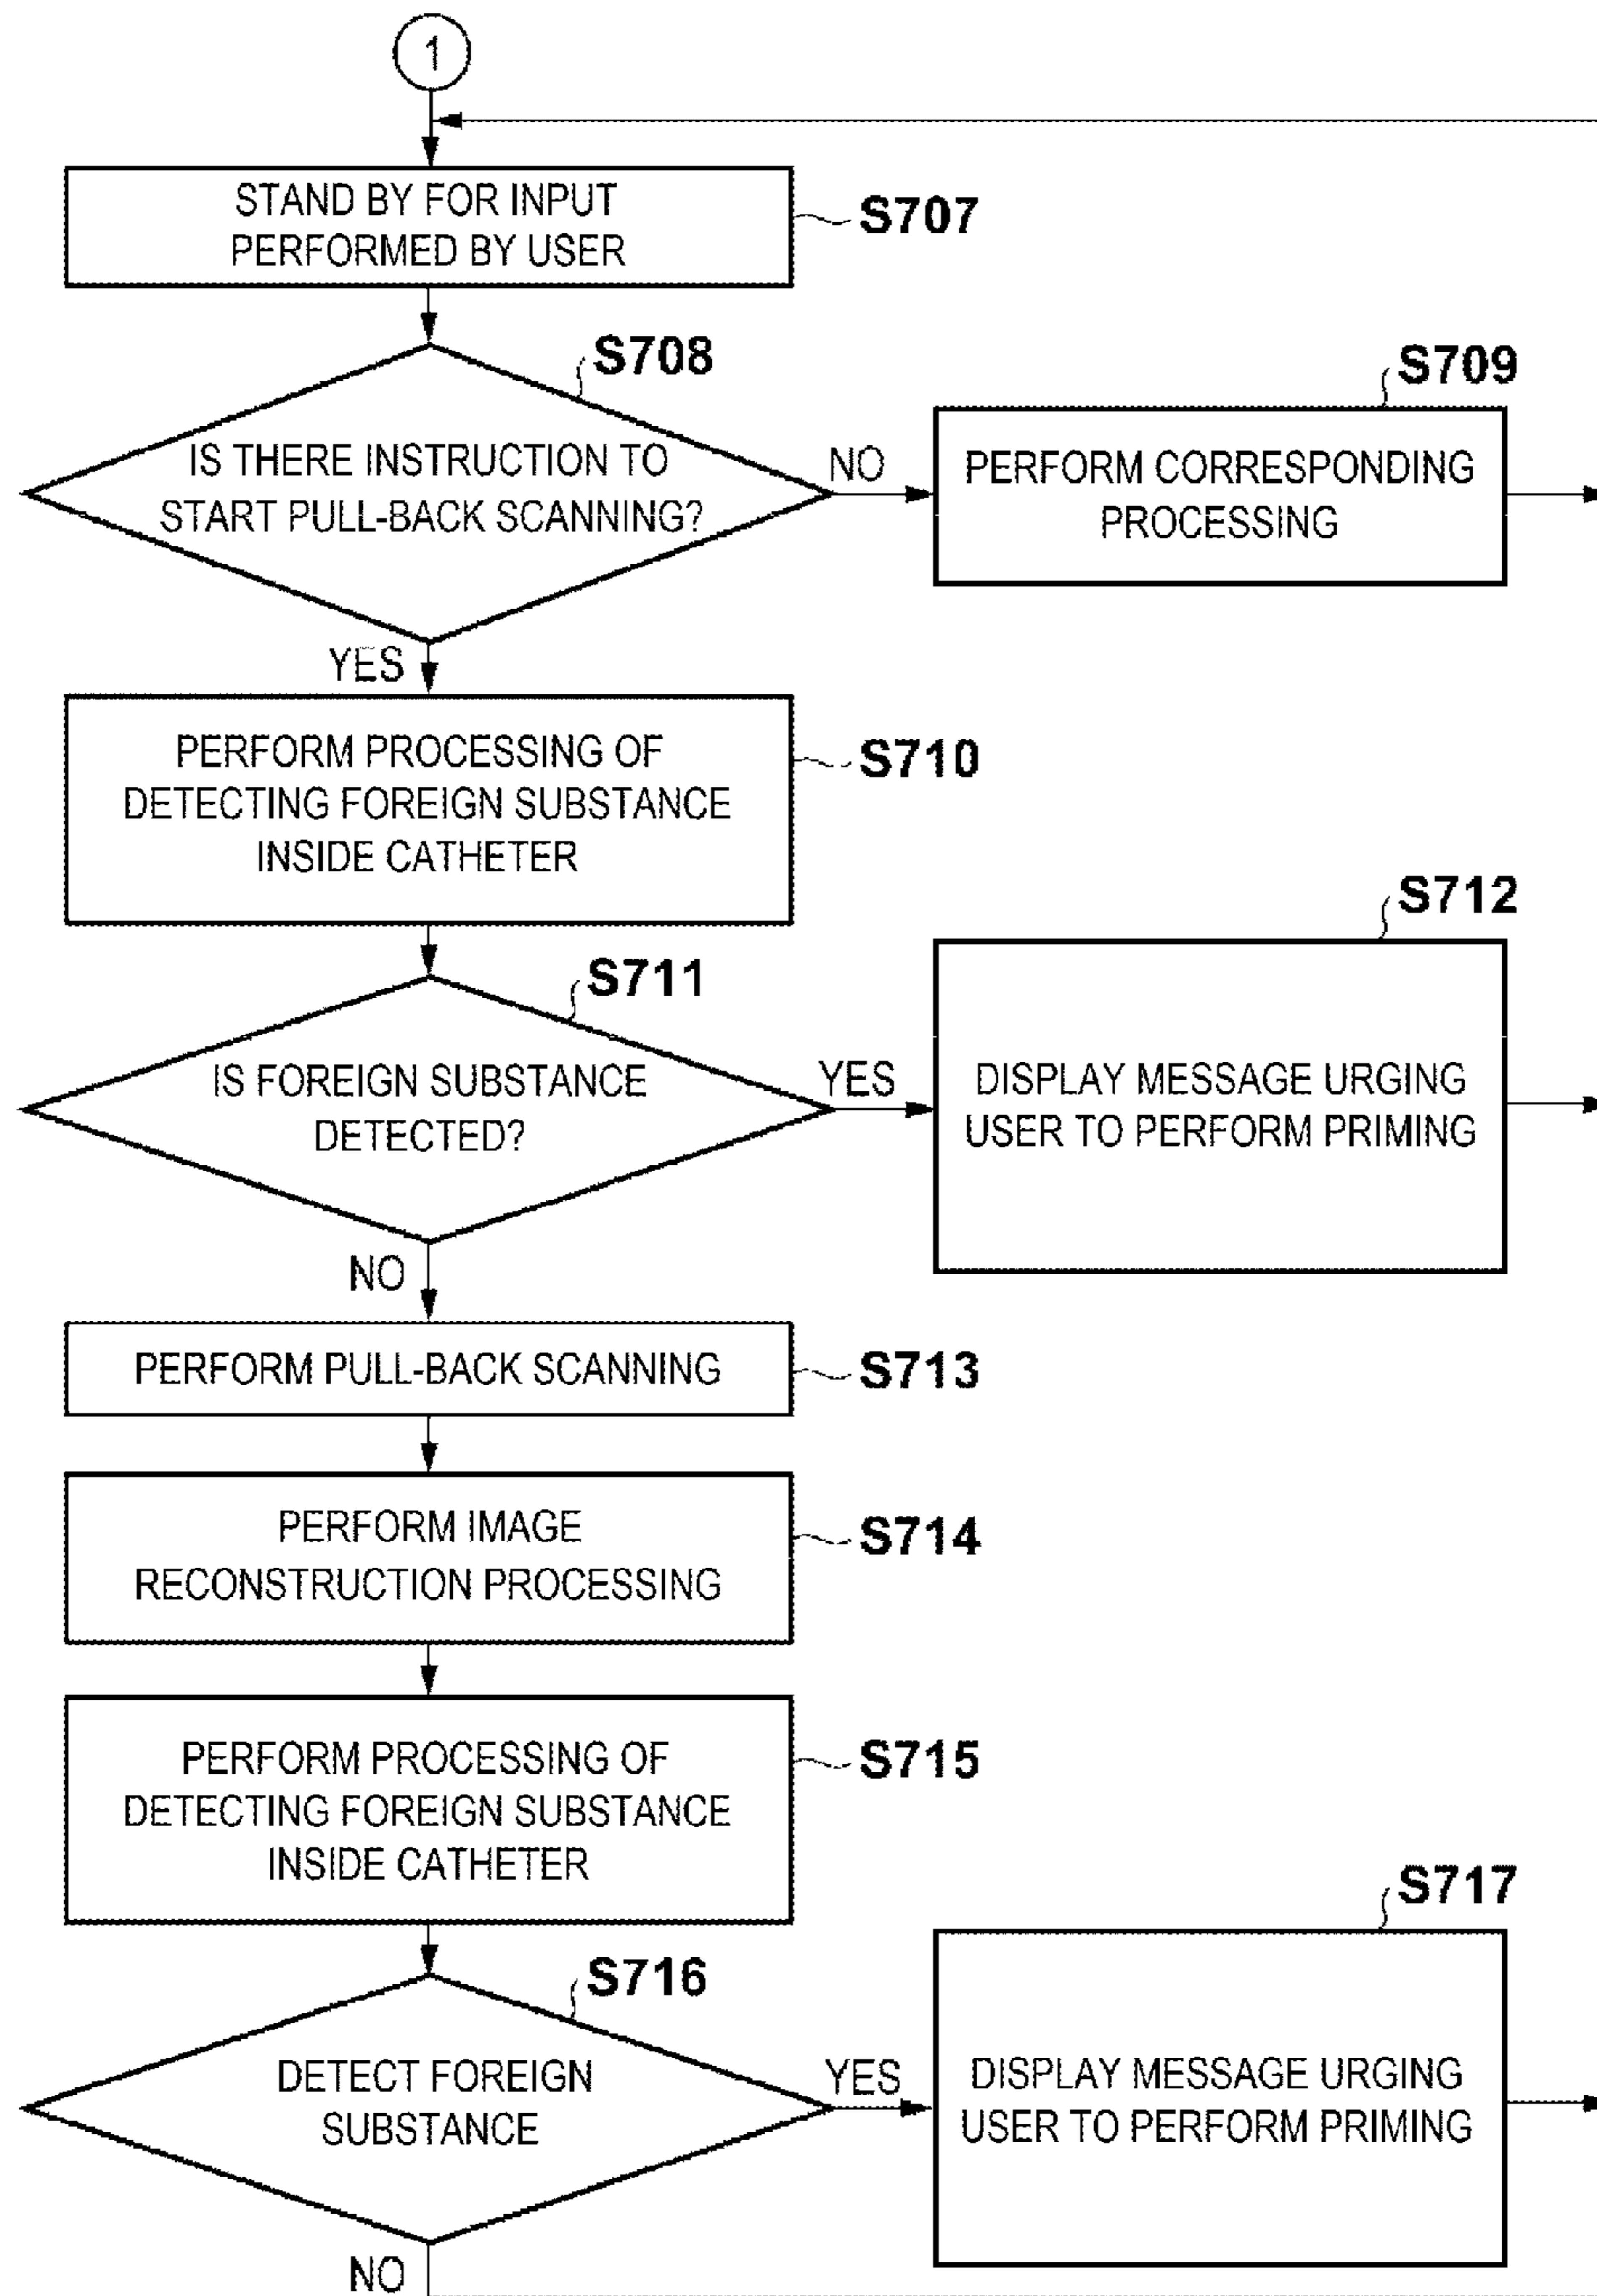 1
STAND BY FOR INPUT
PERFORMED BY USER
S707
S708
IS THERE INSTRUCTION TO
START PULL-BACK SCANNING?
NO
S709
PERFORM CORRESPONDING
PROCESSING
YES
PERFORM PROCESSING OF
DETECTING FOREIGN SUBSTANCE
INSIDE CATHETER
S710
S711
IS FOREIGN SUBSTANCE
DETECTED?
YES
S712
DISPLAY MESSAGE URGING
USER TO PERFORM PRIMING
NO
PERFORM PULL-BACK SCANNING
S713
PERFORM IMAGE
RECONSTRUCTION PROCESSING
S714
PERFORM PROCESSING OF
DETECTING FOREIGN SUBSTANCE
INSIDE CATHETER
S715
S716
DETECT FOREIGN
SUBSTANCE
YES
S717
DISPLAY MESSAGE URGING
USER TO PERFORM PRIMING
NO